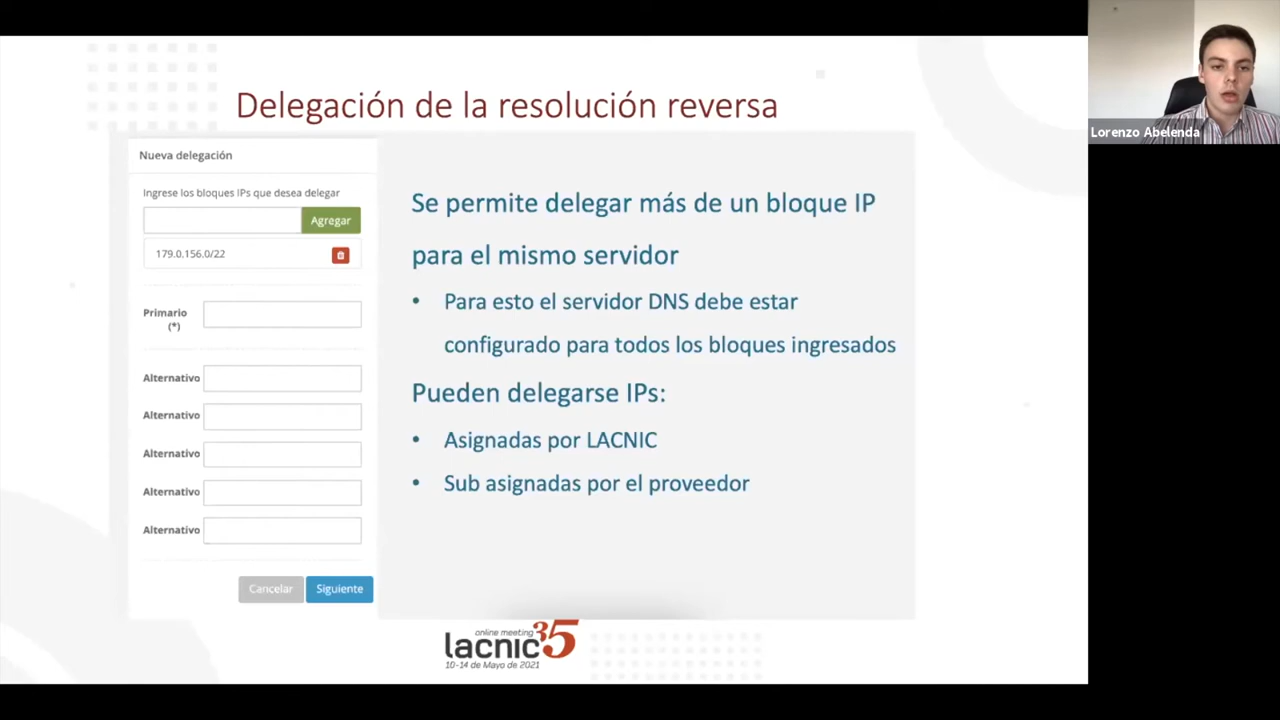 Delegación de la resolución reversa
Nueva delegación
Ingrese los bloques IPs que desea delegar
Agregar
179.0.156.0/22
Primario
(*)
Alternativo
Alternativo
Alternativo
Alternativo
Alternativo
Cancelar
Siguiente
Se permite delegar más de un bloque IP
para el mismo servidor
• Para esto el servidor DNS debe estar
configurado para todos los bloques ingresados
Pueden delegarse IPs:
• Asignadas por LACNIC
• Sub asignadas por el proveedor
online meeting
lacnic35
10-14 de Mayo de 2021
Lorenzo Abelenda